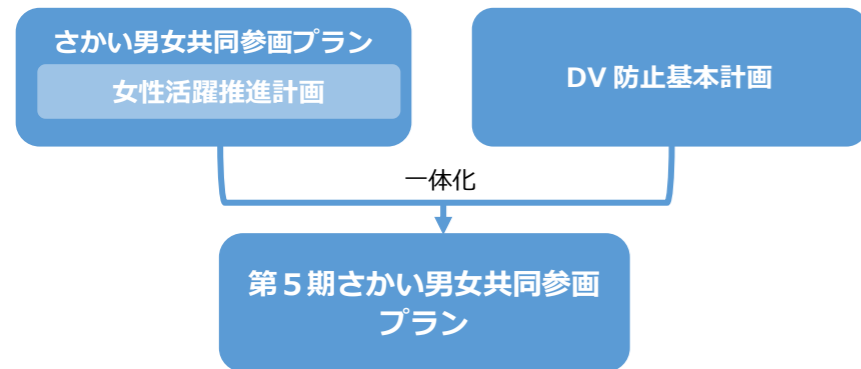 さかい男女共同参画プラン
女性活躍推進計画
DV 防止基本計画
一体化
第５期さかい男女共同参画
プラン